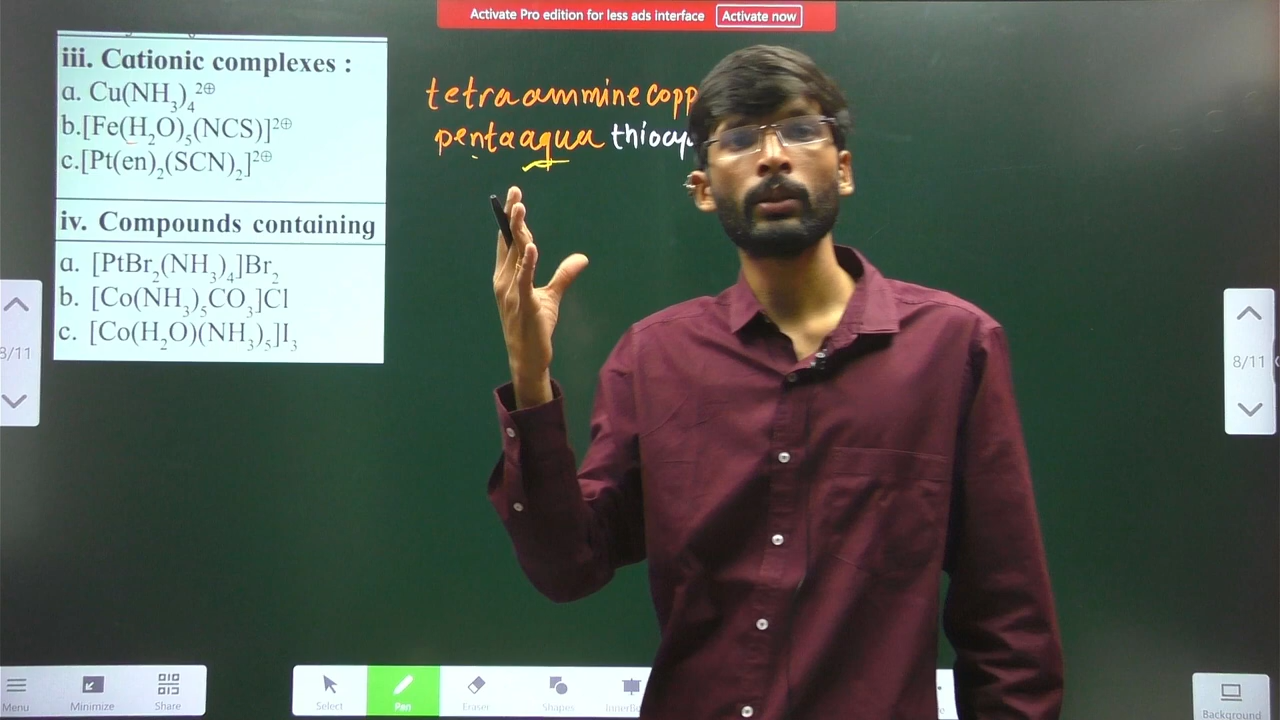 Activate Pro edition for less ads interface Activate now
iii. Cationic complexes :
a. Cu(NH₃)₄²⊕
b.[Fe(H₂O)₅(NCS)]²⊕
c.[Pt(en)₂(SCN)₂]²⊕
iv. Compounds containing
a. [PtBr₂(NH₃)₄]Br₂
b. [Co(NH₃)₅CO₃]Cl
c. [Co(H₂O)(NH₃)₅]I₃
tetraammine copp
pentaaqua thiocy
8/11
8/11
Menu Minimize Share Select Pen Eraser Shapes InnerBo Background